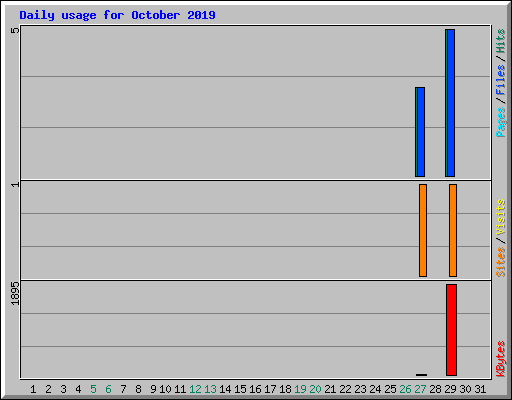 Daily usage for October 2019
5
Pages / Files / Hits
1
Sites / Visits
1895
KBytes
1 2 3 4 5 6 7 8 9 10 11 12 13 14 15 16 17 18 19 20 21 22 23 24 25 26 27 28 29 30 31